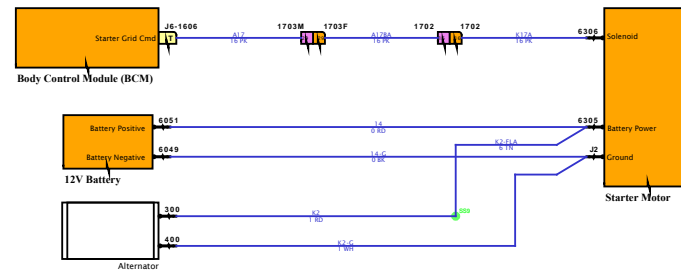 J6-1606
1703M 1703F
1702 1702
6306
Starter Grid Cmd
T
A17
16 PK
A17BA
16 PK
K17A
16 PK
Solenoid
Body Control Module (BCM)
6051
6305
Battery Positive
14
0 RD
Battery Power
K2-FLA
6 TN
6049
J2
Battery Negative
14-G
0 BK
Ground
12V Battery
Starter Motor
300
K2
1 RD
400
K2-G
1 WH
Alternator